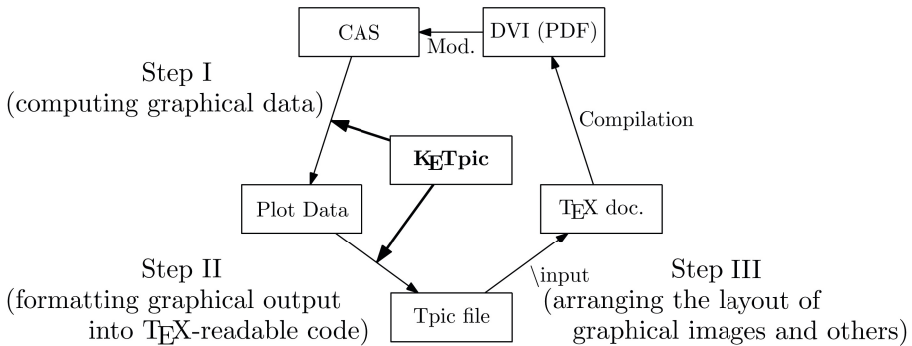 CAS
DVI (PDF)
Mod.
Step I
(computing graphical data)
Compilation
KETpic
Plot Data
TEX doc.
Step II
(formatting graphical output
into TEX-readable code)
\input
Tpic file
Step III
(arranging the layout of
graphical images and others)